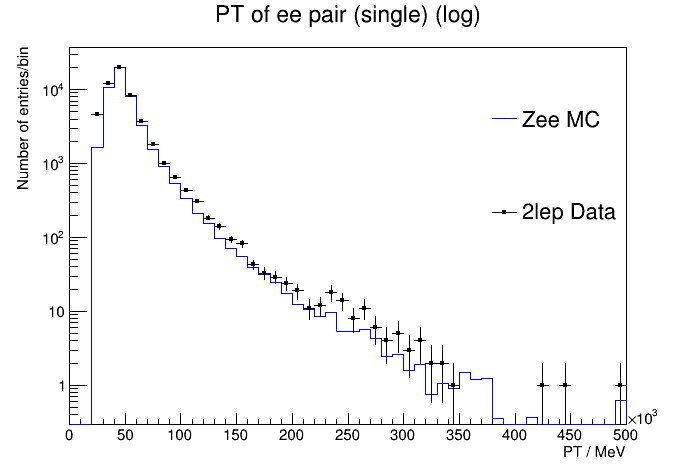 PT of ee pair (single) (log)
Number of entries/bin
10⁴
10³
10²
10
1
Zee MC
2lep Data
0 50 100 150 200 250 300 350 400 450 500
×10³
PT / MeV